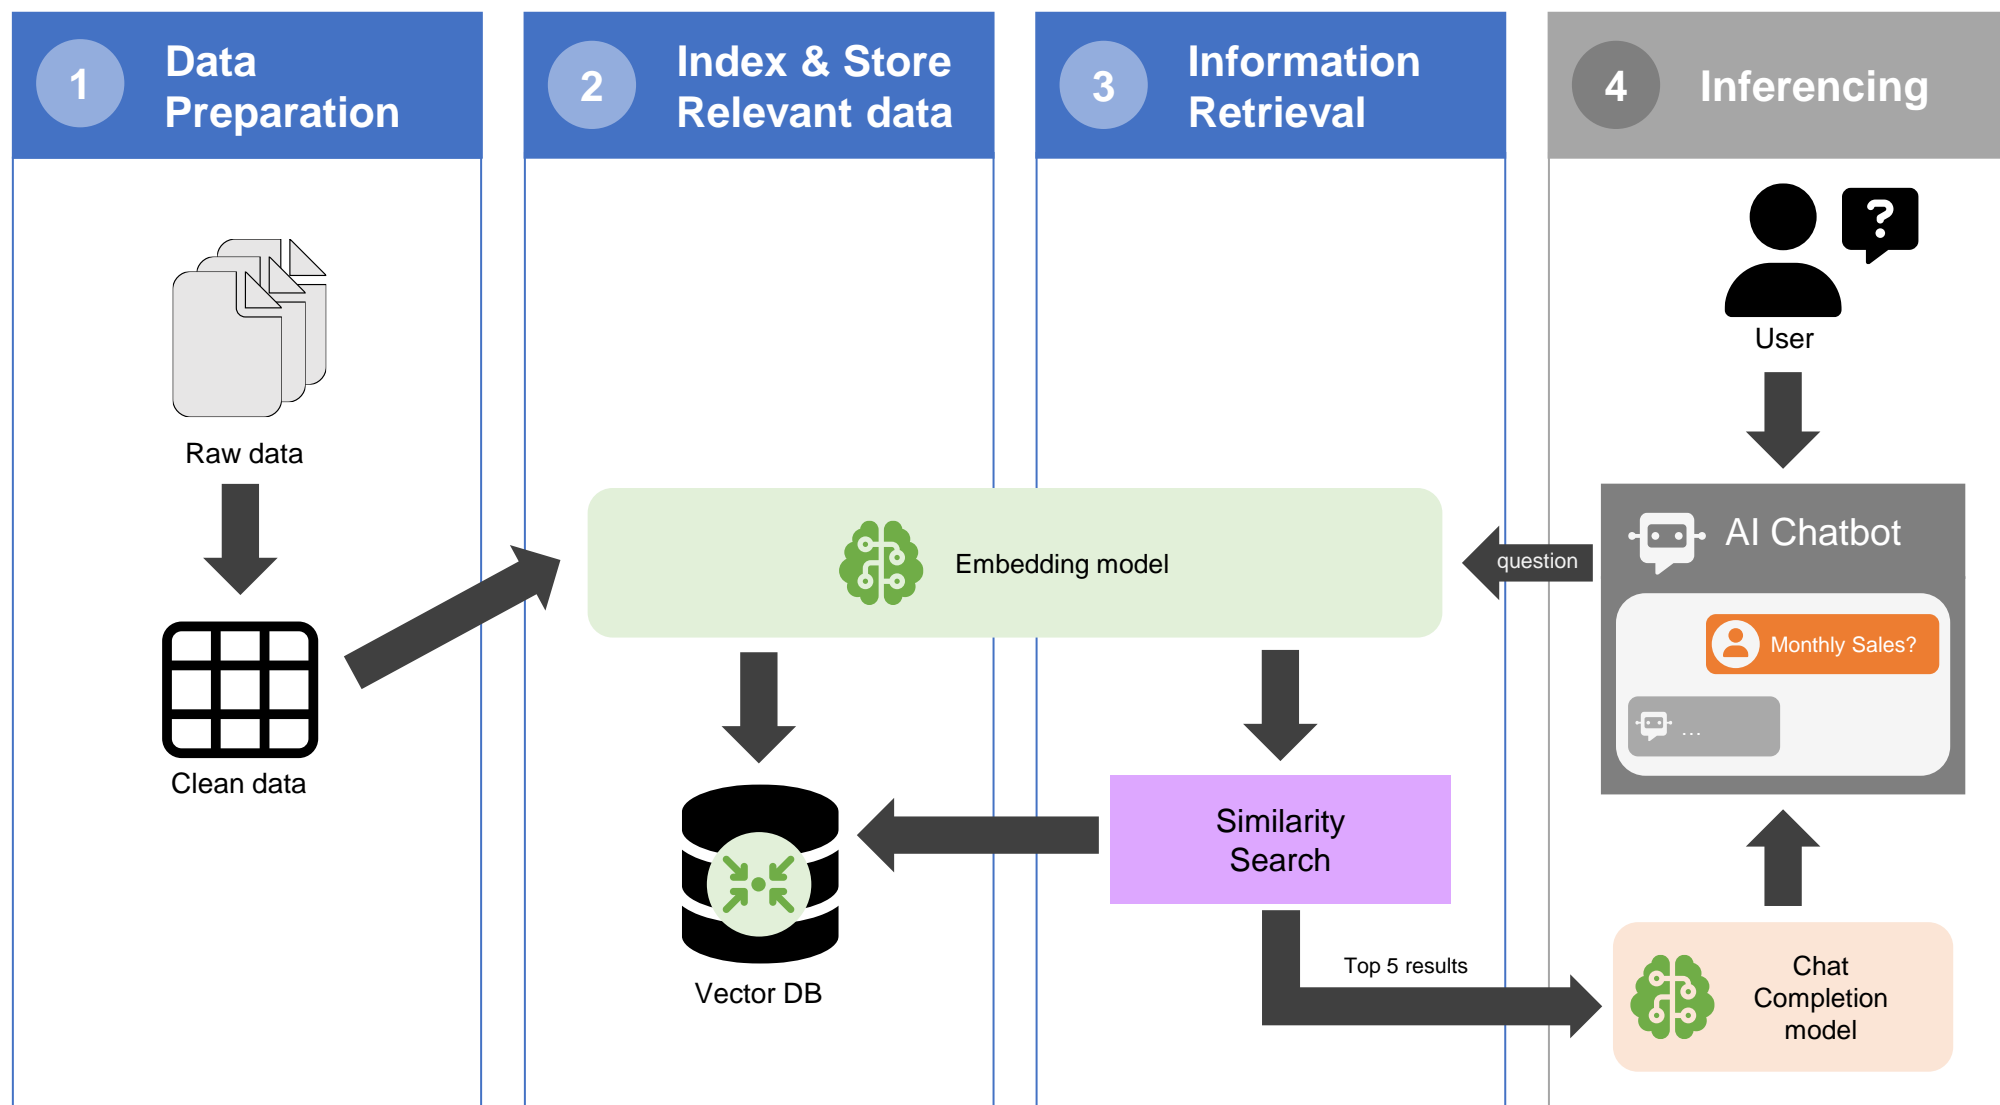 1
Data
Preparation
2
Index & Store
Relevant data
3
Information
Retrieval
4
Inferencing
Raw data
Clean data
Embedding model
Vector DB
Similarity
Search
Top 5 results
?
User
question
AI Chatbot
Monthly Sales?
...
Chat
Completion
model